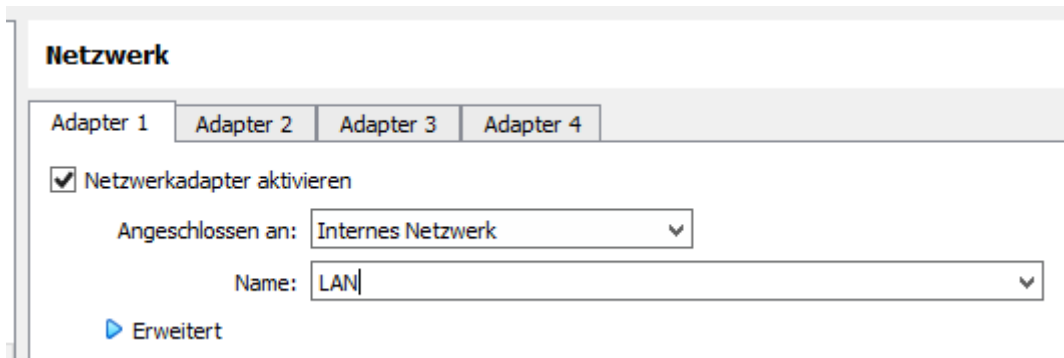 Netzwerk
Adapter 1 Adapter 2 Adapter 3 Adapter 4
Netzwerkadapter aktivieren
Angeschlossen an: Internes Netzwerk
Name: LAN
Erweitert